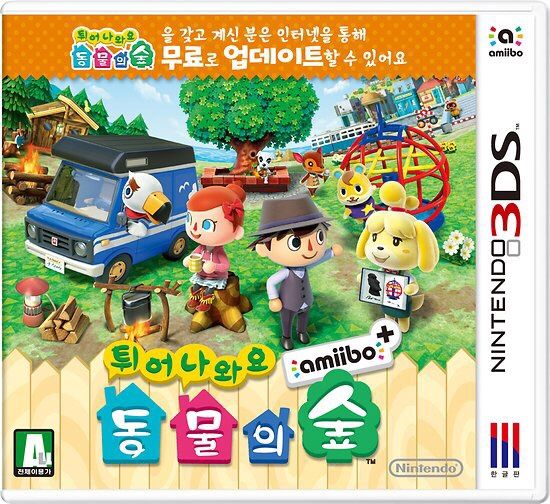 튀어나와요
동물의 숲
을 갖고 계신 분은 인터넷을 통해
무료로 업데이트할 수 있어요
amiibo
NINTENDO 3DS
튀어나와요
동물의 숲
amiibo+
TM
Nintendo
전체이용가
한글판